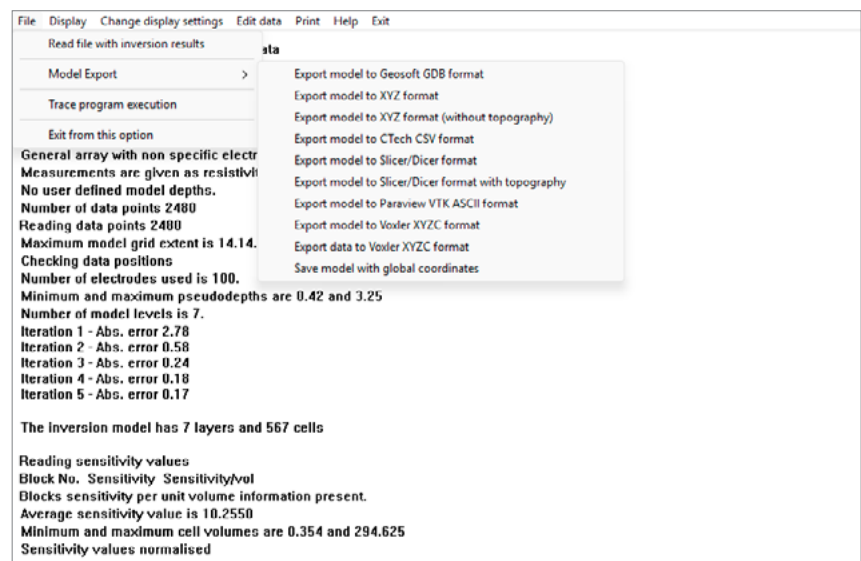 File Display Change display settings Edit data Print Help Exit
Read file with inversion results
ata
Model Export >
Trace program execution
Exit from this option
Export model to Geosoft GDB format
Export model to XYZ format
Export model to XYZ format (without topography)
Export model to CTech CSV format
Export model to Slicer/Dicer format
Export model to Slicer/Dicer format with topography
Export model to Paraview VTK ASCII format
Export model to Voxler XYZC format
Export data to Voxler XYZC format
Save model with global coordinates
General array with non specific electr
Measurements are given as resistivit
No user defined model depths.
Number of data points 2480
Reading data points 2480
Maximum model grid extent is 14.14.
Checking data positions
Number of electrodes used is 100.
Minimum and maximum pseudodepths are 0.42 and 3.25
Number of model levels is 7.
Iteration 1 - Abs. error 2.78
Iteration 2 - Abs. error 0.58
Iteration 3 - Abs. error 0.24
Iteration 4 - Abs. error 0.18
Iteration 5 - Abs. error 0.17
The inversion model has 7 layers and 567 cells
Reading sensitivity values
Block No. Sensitivity Sensitivity/vol
Blocks sensitivity per unit volume information present.
Average sensitivity value is 10.2550
Minimum and maximum cell volumes are 0.354 and 294.625
Sensitivity values normalised